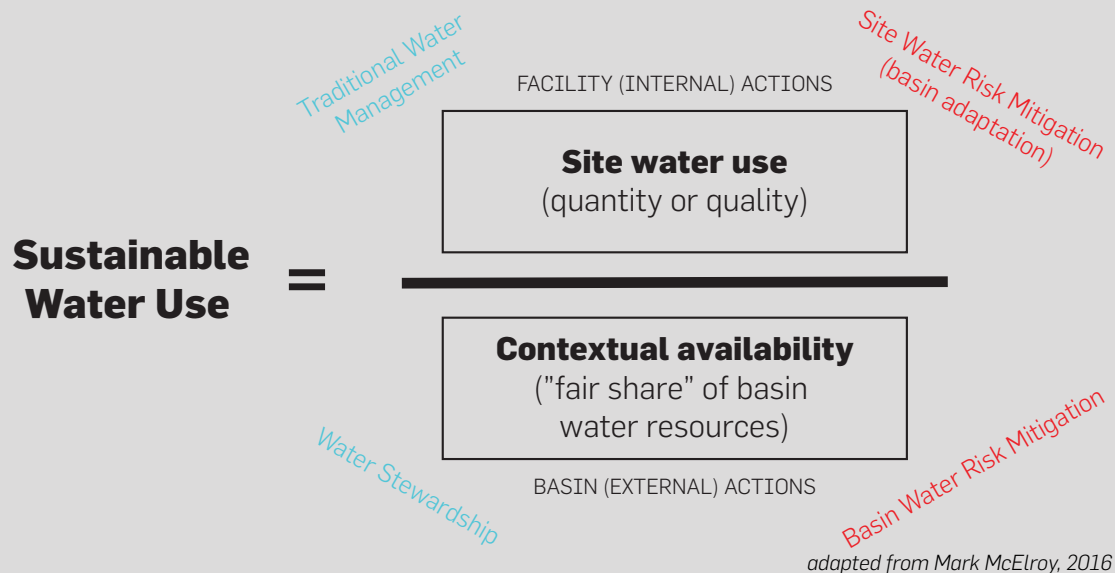 Traditional Water
Management
FACILITY (INTERNAL) ACTIONS
Site Water Risk Mitigation
(basin adaptation)
Site water use
(quantity or quality)
Sustainable
Water Use
=
Contextual availability
("fair share" of basin
water resources)
Water Stewardship
BASIN (EXTERNAL) ACTIONS
Basin Water Risk Mitigation
adapted from Mark McElroy, 2016